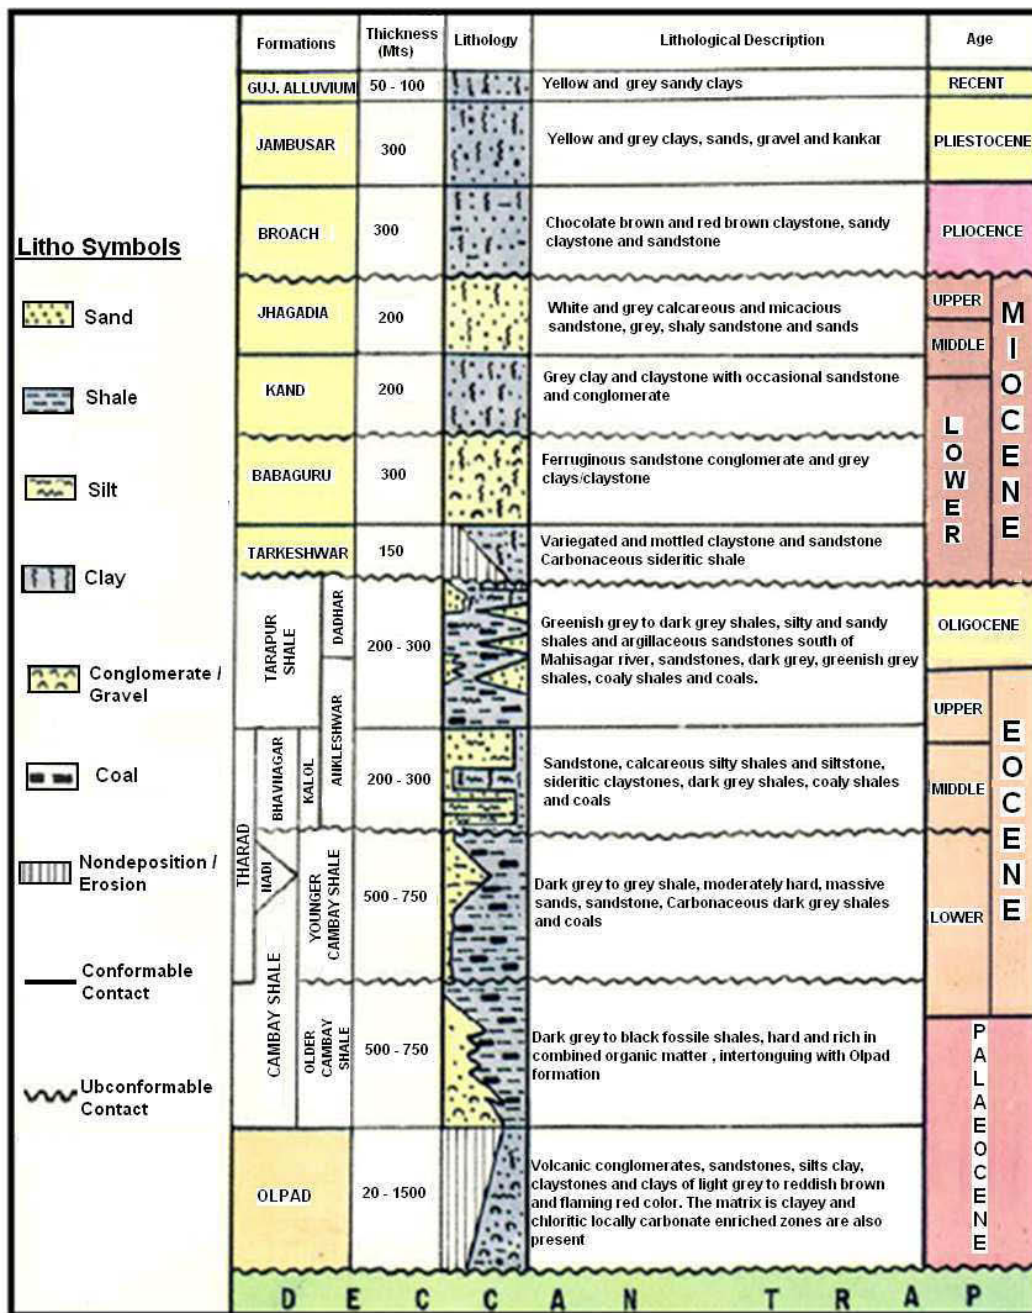 Formations
Thickness
(Mts)
Lithology
Lithological Description
Age
GUJ. ALLUVIUM
50 - 100
Yellow and grey sandy clays
RECENT
JAMBUSAR
300
Yellow and grey clays, sands, gravel and kankar
PLIESTOCENE
BROACH
300
Chocolate brown and red brown claystone, sandy
claystone and sandstone
PLIOCENCE
JHAGADIA
200
White and grey calcareous and micacious
sandstone, grey, shaly sandstone and sands
UPPER
MIDDLE
KAND
200
Grey clay and claystone with occasional sandstone
and conglomerate
LOWER
MIOCENE
BABAGURU
300
Ferruginous sandstone conglomerate and grey
clays/claystone
TARKESHWAR
150
Variegated and mottled claystone and sandstone
Carbonaceous sideritic shale
TARAPUR
SHALE
DADHAR
200 - 300
Greenish grey to dark grey shales, silty and sandy
shales and argillaceous sandstones south of
Mahisagar river, sandstones, dark grey, greenish grey
shales, coaly shales and coals.
OLIGOCENE
UPPER
THARAD
BHAVNAGAR
KALOL
ANKLESHWAR
200 - 300
Sandstone, calcareous silty shales and siltstone,
sideritic claystones, dark grey shales, coaly shales
and coals
MIDDLE
EOCENE
NADI
YOUNGER
CAMBAY SHALE
500 - 750
Dark grey to grey shale, moderately hard, massive
sands, sandstone, Carbonaceous dark grey shales
and coals
LOWER
CAMBAY SHALE
OLDER
CAMBAY
SHALE
500 - 750
Dark grey to black fossile shales, hard and rich in
combined organic matter , intertonguing with Olpad
formation
PALAEOCENE
OLPAD
20 - 1500
Volcanic conglomerates, sandstones, silts clay,
claystones and clays of light grey to reddish brown
and flaming red color. The matrix is clayey and
chloritic locally carbonate enriched zones are also
present
DECCAN TRAP
Litho Symbols
Sand
Shale
Silt
Clay
Conglomerate /
Gravel
Coal
Nondeposition /
Erosion
Conformable
Contact
Ubconformable
Contact